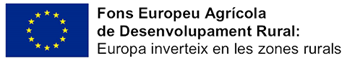 Fons Europeu Agrícola
de Desenvolupament Rural:
Europa inverteix en les zones rurals